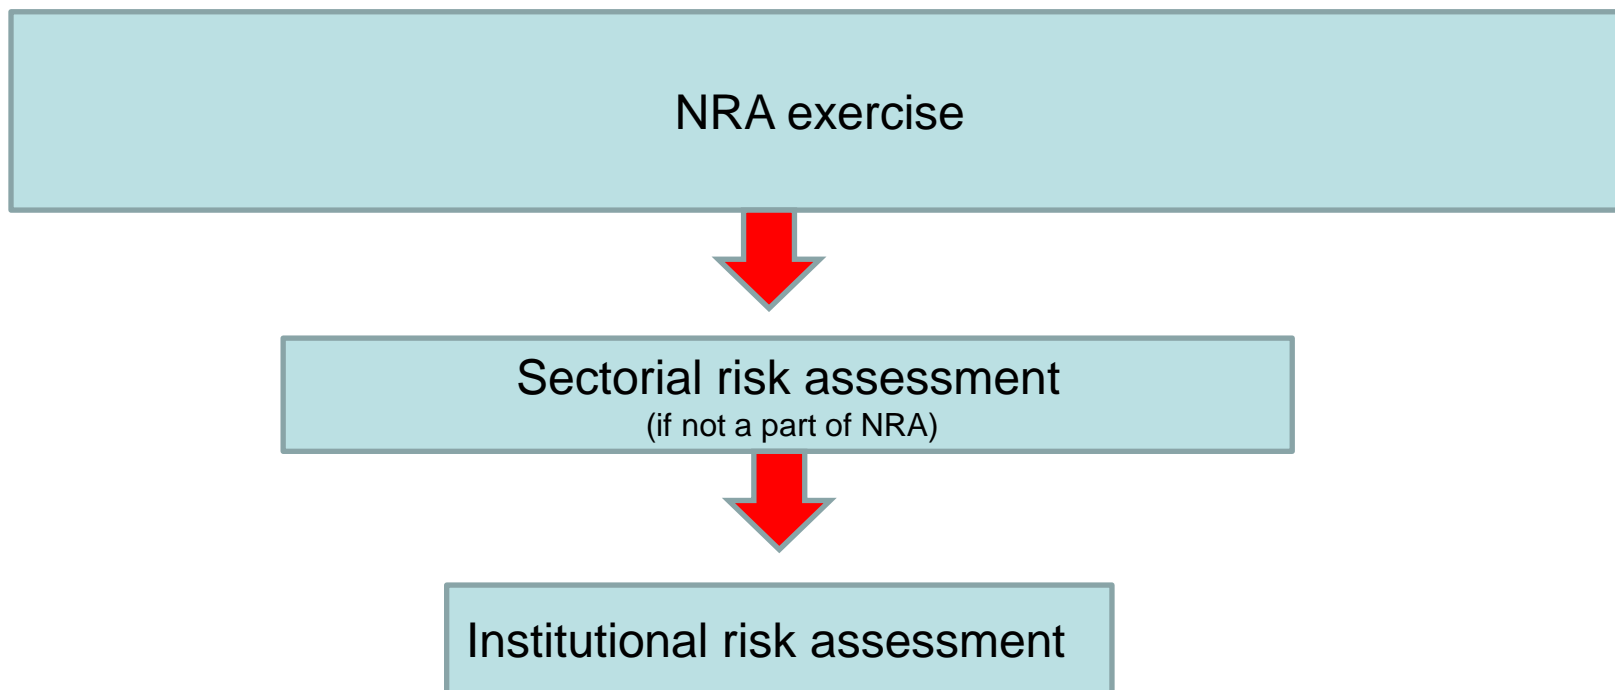 NRA exercise
Sectorial risk assessment
(if not a part of NRA)
Institutional risk assessment